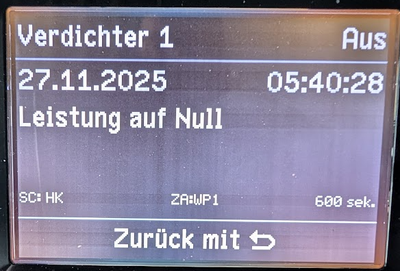 Verdichter 1 Aus
27.11.2025 05:40:28
Leistung auf Null
SC: HK ZA:WP1 600 sek.
Zurück mit